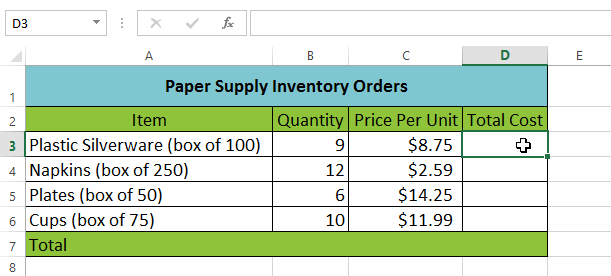 D3 fx
A B C D E
1 Paper Supply Inventory Orders
2 Item Quantity Price Per Unit Total Cost
3 Plastic Silverware (box of 100) 9 $8.75
4 Napkins (box of 250) 12 $2.59
5 Plates (box of 50) 6 $14.25
6 Cups (box of 75) 10 $11.99
7 Total
8